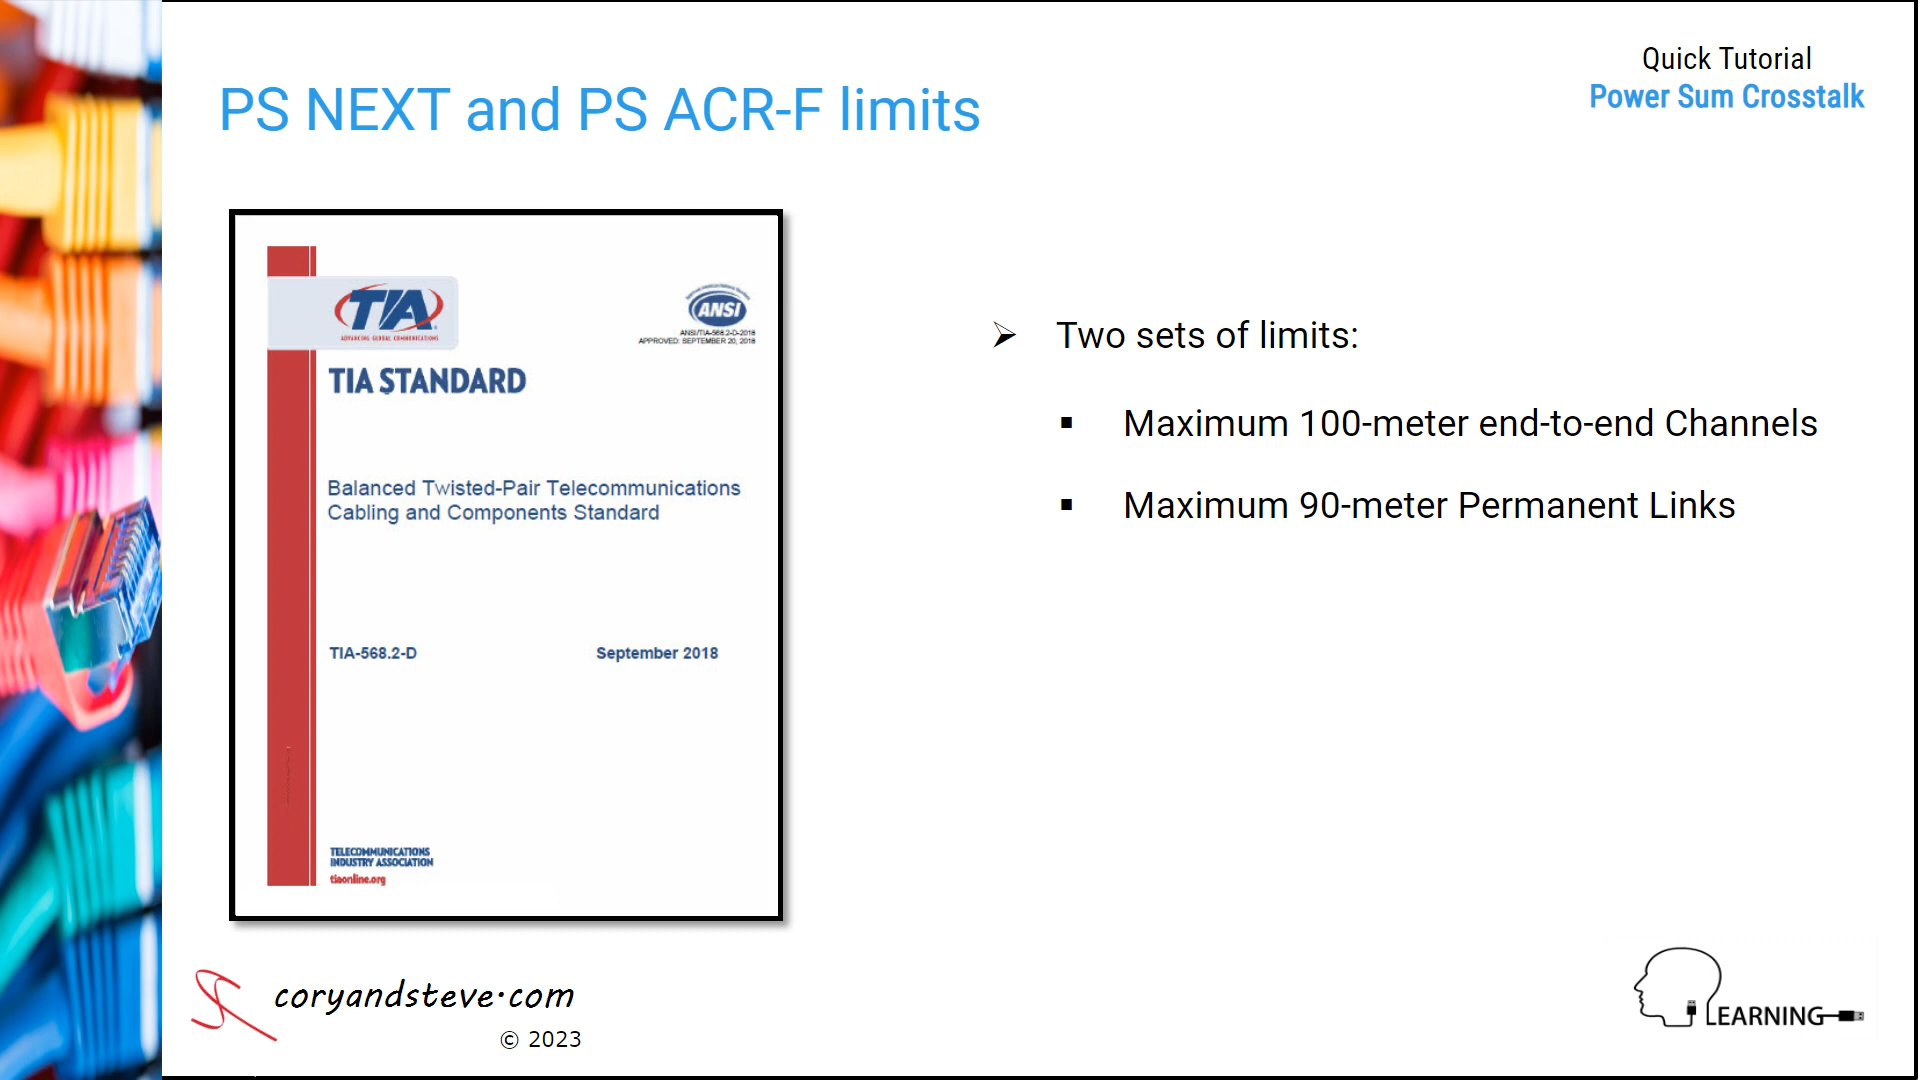 Quick Tutorial
Power Sum Crosstalk
PS NEXT and PS ACR-F limits
TIA
ADVANCING GLOBAL COMMUNICATIONS
ANSI
ANSI/TIA-568.2-D-2018
APPROVED: SEPTEMBER 20, 2018
TIA STANDARD
Balanced Twisted-Pair Telecommunications
Cabling and Components Standard
TIA-568.2-D September 2018
TELECOMMUNICATIONS
INDUSTRY ASSOCIATION
tiaonline.org
➢ Two sets of limits:
▪ Maximum 100-meter end-to-end Channels
▪ Maximum 90-meter Permanent Links
coryandsteve.com
© 2023
LEARNING